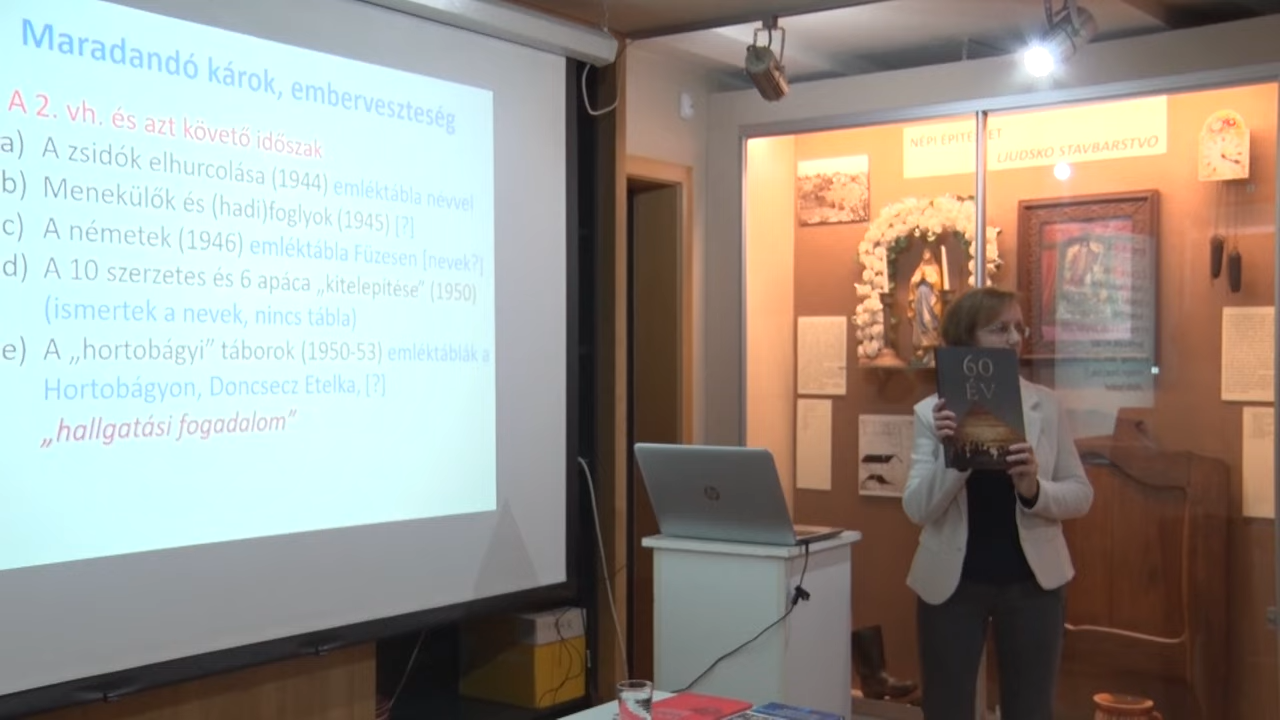 Maradandó károk, emberveszteség
A 2. vh. és azt követő időszak
a) A zsidók elhurcolása (1944) emléktábla névvel
b) Menekülők és (hadi)foglyok (1945) [?]
c) A németek (1946) emléktábla Füzesen [nevek?]
d) A 10 szerzetes és 6 apáca „kitelepítése” (1950)
(ismertek a nevek, nincs tábla)
e) A „hortobágyi” táborok (1950-53) emléktáblák a
Hortobágyon, Doncsecz Etelka, [?]
„hallgatási fogadalom”
NÉPI ÉPÍTÉSZET
LJUDSKO STAVBARSTVO
60
ÉV
hp